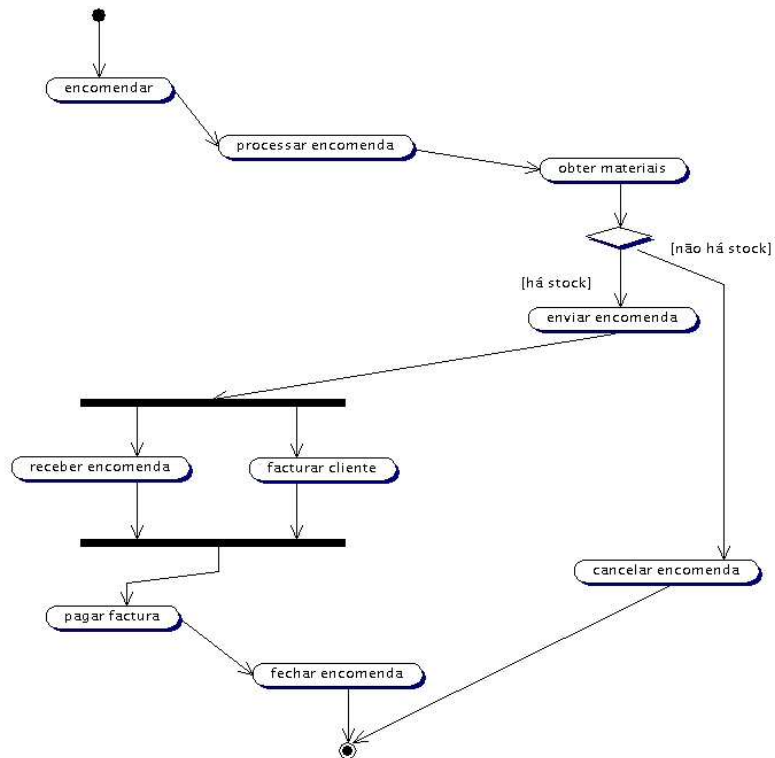 encomendar
processar encomenda
obter materiais
[não há stock]
[há stock]
enviar encomenda
receber encomenda
facturar cliente
cancelar encomenda
pagar factura
fechar encomenda